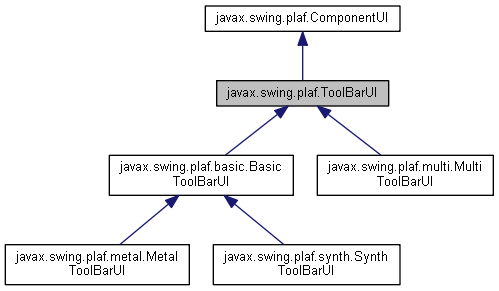 javax.swing.plaf.ComponentUI
javax.swing.plaf.ToolBarUI
javax.swing.plaf.basic.Basic
ToolBarUI
javax.swing.plaf.multi.Multi
ToolBarUI
javax.swing.plaf.metal.Metal
ToolBarUI
javax.swing.plaf.synth.Synth
ToolBarUI